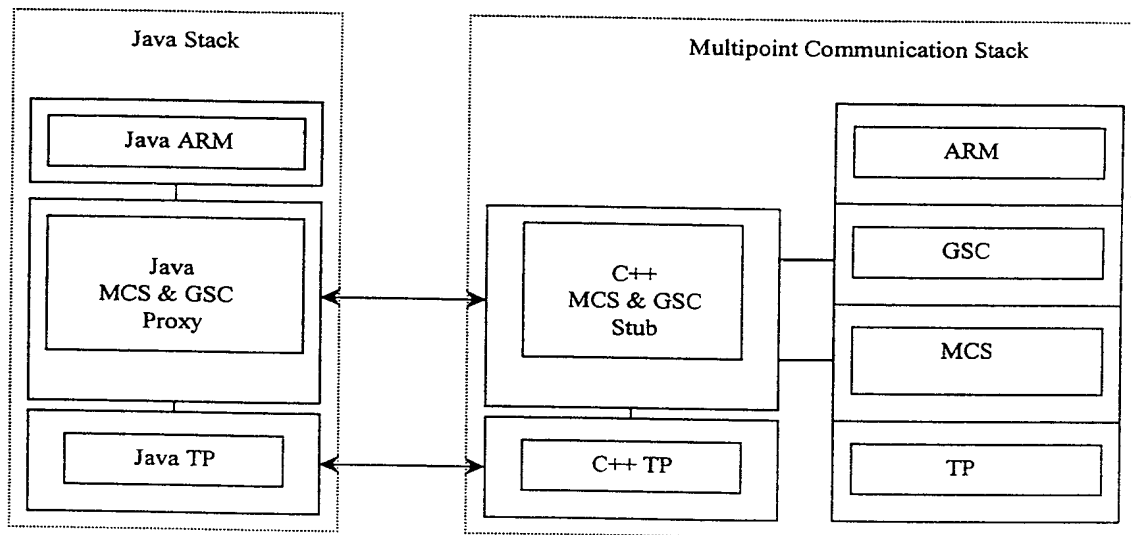 Java Stack
Multipoint Communication Stack
Java ARM
Java
MCS & GSC
Proxy
Java TP
C++
MCS & GSC
Stub
C++ TP
ARM
GSC
MCS
TP